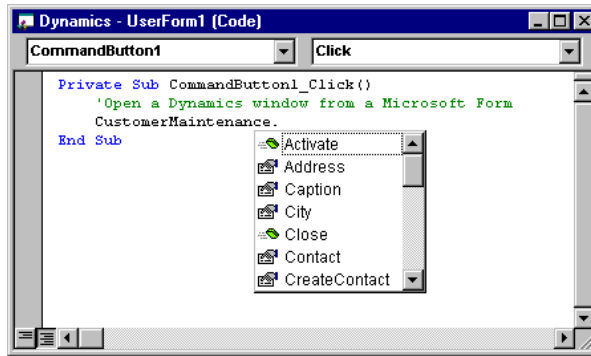 Dynamics - UserForm1 (Code)
CommandButton1 Click
Private Sub CommandButton1_Click()
'Open a Dynamics window from a Microsoft Form
CustomerMaintenance.
End Sub
Activate
Address
Caption
City
Close
Contact
CreateContact